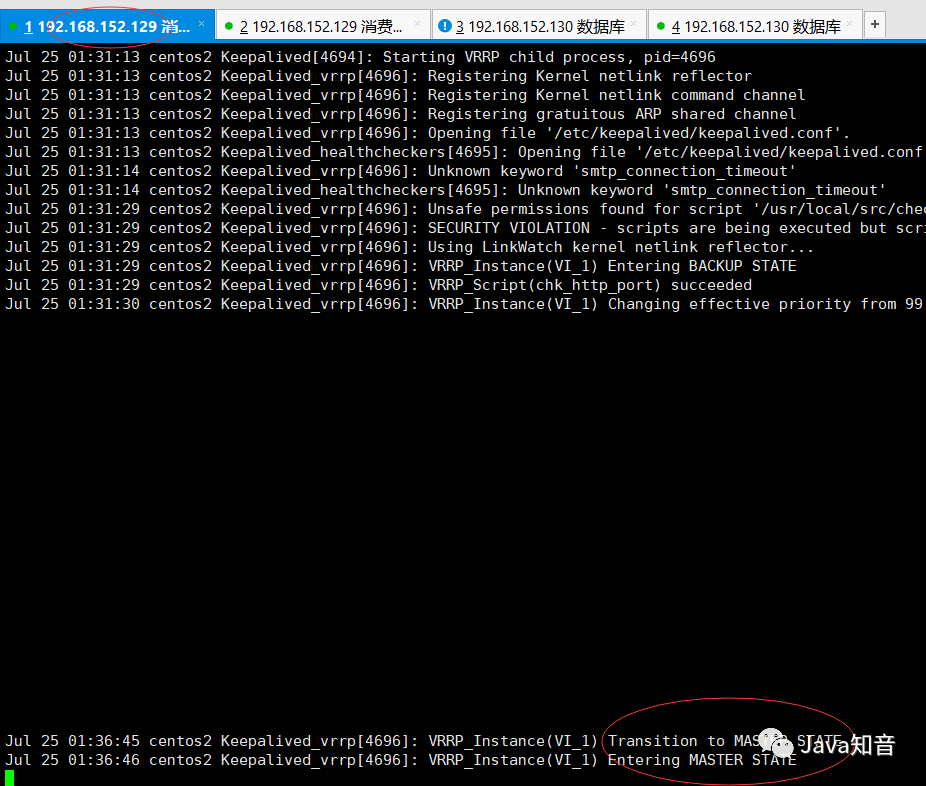 1 192.168.152.129 消... × 2 192.168.152.129 消费... × 3 192.168.152.130 数据库 × 4 192.168.152.130 数据库 × +
Jul 25 01:31:13 centos2 Keepalived[4694]: Starting VRRP child process, pid=4696
Jul 25 01:31:13 centos2 Keepalived_vrrp[4696]: Registering Kernel netlink reflector
Jul 25 01:31:13 centos2 Keepalived_vrrp[4696]: Registering Kernel netlink command channel
Jul 25 01:31:13 centos2 Keepalived_vrrp[4696]: Registering gratuitous ARP shared channel
Jul 25 01:31:13 centos2 Keepalived_vrrp[4696]: Opening file '/etc/keepalived/keepalived.conf'.
Jul 25 01:31:13 centos2 Keepalived_healthcheckers[4695]: Opening file '/etc/keepalived/keepalived.conf
Jul 25 01:31:14 centos2 Keepalived_vrrp[4696]: Unknown keyword 'smtp_connection_timeout'
Jul 25 01:31:14 centos2 Keepalived_healthcheckers[4695]: Unknown keyword 'smtp_connection_timeout'
Jul 25 01:31:29 centos2 Keepalived_vrrp[4696]: Unsafe permissions found for script '/usr/local/src/chec
Jul 25 01:31:29 centos2 Keepalived_vrrp[4696]: SECURITY VIOLATION - scripts are being executed but scri
Jul 25 01:31:29 centos2 Keepalived_vrrp[4696]: Using LinkWatch kernel netlink reflector...
Jul 25 01:31:29 centos2 Keepalived_vrrp[4696]: VRRP_Instance(VI_1) Entering BACKUP STATE
Jul 25 01:31:29 centos2 Keepalived_vrrp[4696]: VRRP_Script(chk_http_port) succeeded
Jul 25 01:31:30 centos2 Keepalived_vrrp[4696]: VRRP_Instance(VI_1) Changing effective priority from 99
Jul 25 01:36:45 centos2 Keepalived_vrrp[4696]: VRRP_Instance(VI_1) Transition to MASTER STATE
Jul 25 01:36:46 centos2 Keepalived_vrrp[4696]: VRRP_Instance(VI_1) Entering MASTER STATE
Java知音